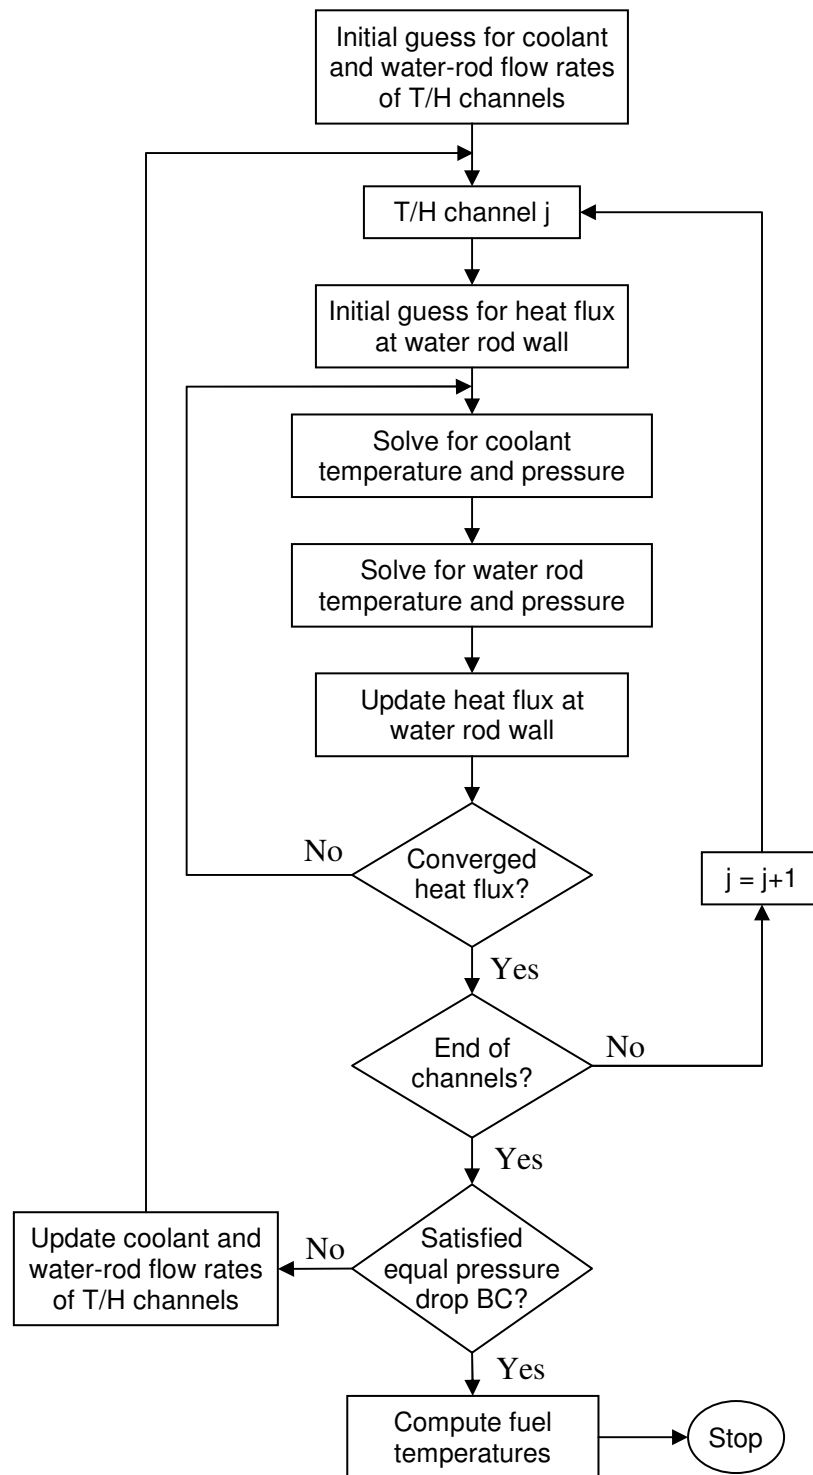 Initial guess for coolant
and water-rod flow rates
of T/H channels
T/H channel j
Initial guess for heat flux
at water rod wall
Solve for coolant
temperature and pressure
Solve for water rod
temperature and pressure
Update heat flux at
water rod wall
No
Converged
heat flux?
j = j+1
Yes
End of
channels?
No
Yes
Update coolant and
water-rod flow rates
of T/H channels
No
Satisfied
equal pressure
drop BC?
Yes
Compute fuel
temperatures
Stop